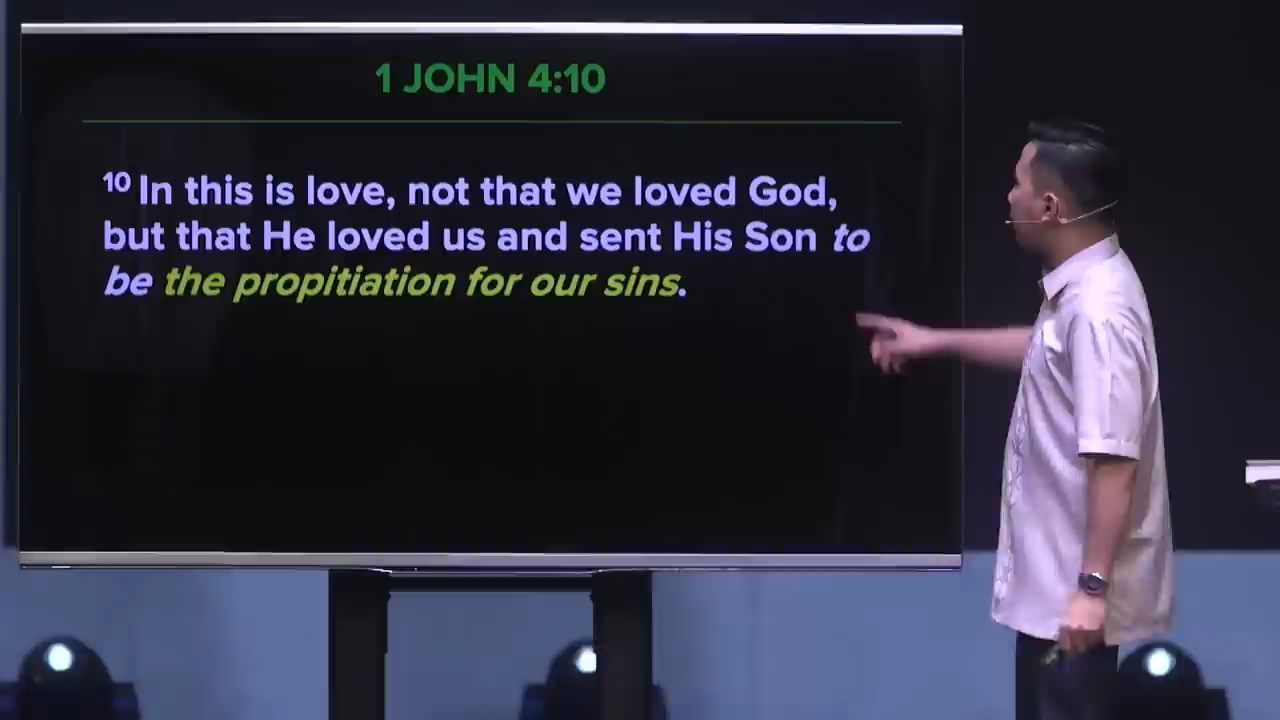 1 JOHN 4:10
10 In this is love, not that we loved God,
but that He loved us and sent His Son to
be the propitiation for our sins.